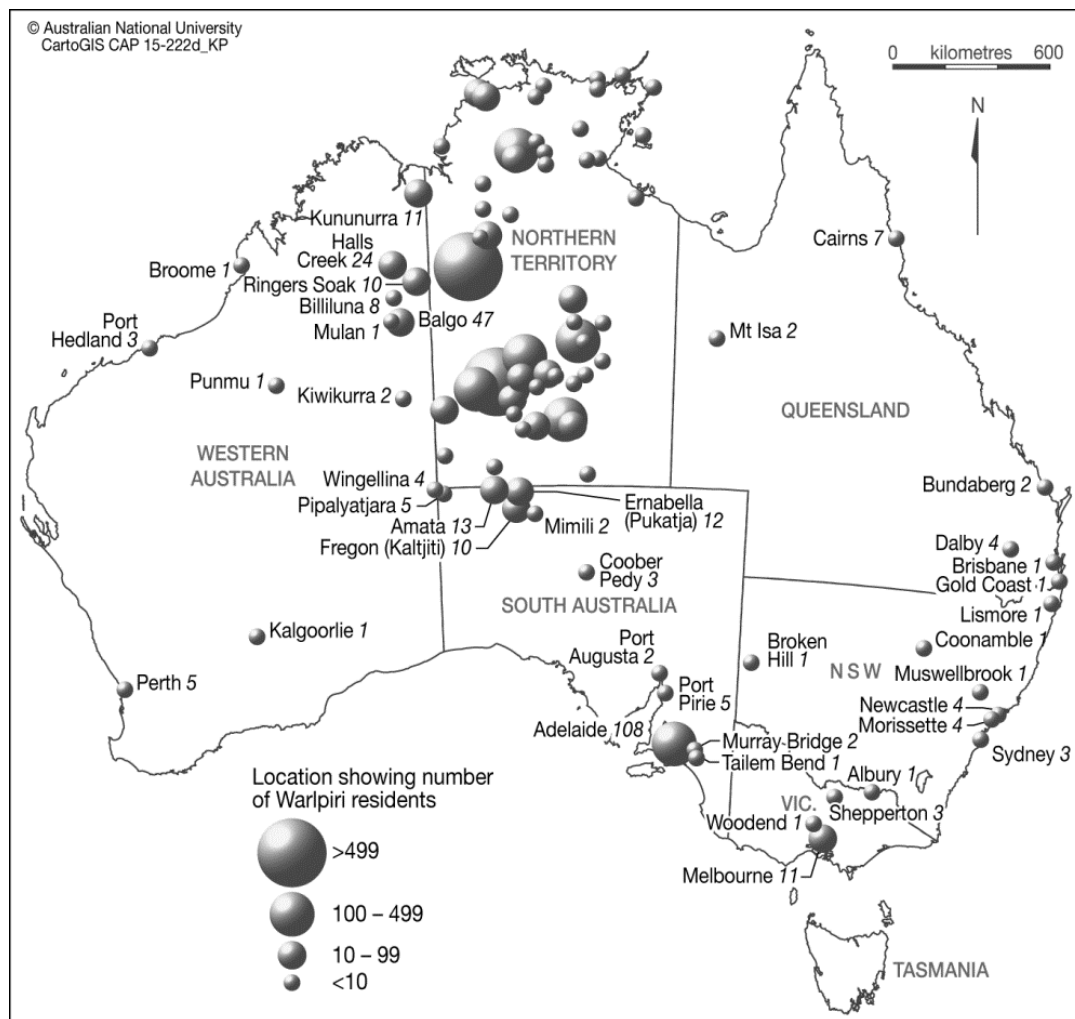 © Australian National University
CartoGIS CAP 15-222d_KP
0 kilometres 600
N
Kununurra 11
Halls
Creek 24
Broome 1
Ringers Soak 10
Billiluna 8
Mulan 1
Balgo 47
Port
Hedland 3
Punmu 1
Kiwikurra 2
NORTHERN
TERRITORY
Cairns 7
Mt Isa 2
QUEENSLAND
WESTERN
AUSTRALIA
Wingellina 4
Pipalyatjara 5
Amata 13
Fregon (Kaltjiti) 10
Ernabella
(Pukatja) 12
Mimili 2
Bundaberg 2
Dalby 4
Brisbane 1
Gold Coast 1
Lismore 1
Coober
Pedy 3
SOUTH AUSTRALIA
Kalgoorlie 1
Perth 5
Port
Augusta 2
Port
Pirie 5
Adelaide 108
Murray-Bridge 2
Tailem Bend 1
Broken
Hill 1
NSW
Coonamble 1
Muswellbrook 1
Newcastle 4
Morissette 4
Sydney 3
Albury 1
VIC.
Shepperton 3
Woodend 1
Melbourne 11
TASMANIA
Location showing number
of Warlpiri residents
>499
100 – 499
10 – 99
<10